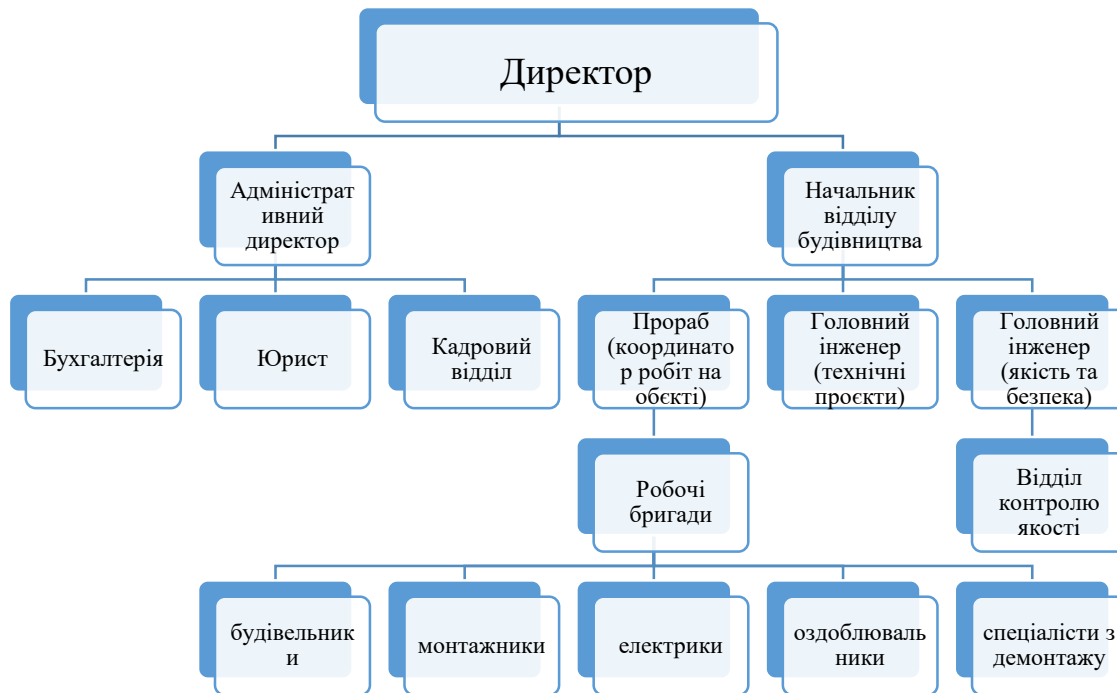 Директор
Адміністрат
ивний
директор
Начальник
відділу
будівництва
Бухгалтерія
Юрист
Кадровий
відділ
Прораб
(координато
р робіт на
обєкті)
Головний
інженер
(технічні
проєкти)
Головний
інженер
(якість та
безпека)
Робочі
бригади
Відділ
контролю
якості
будівельник
и
монтажники
електрики
оздоблюваль
ники
спеціалісти з
демонтажу